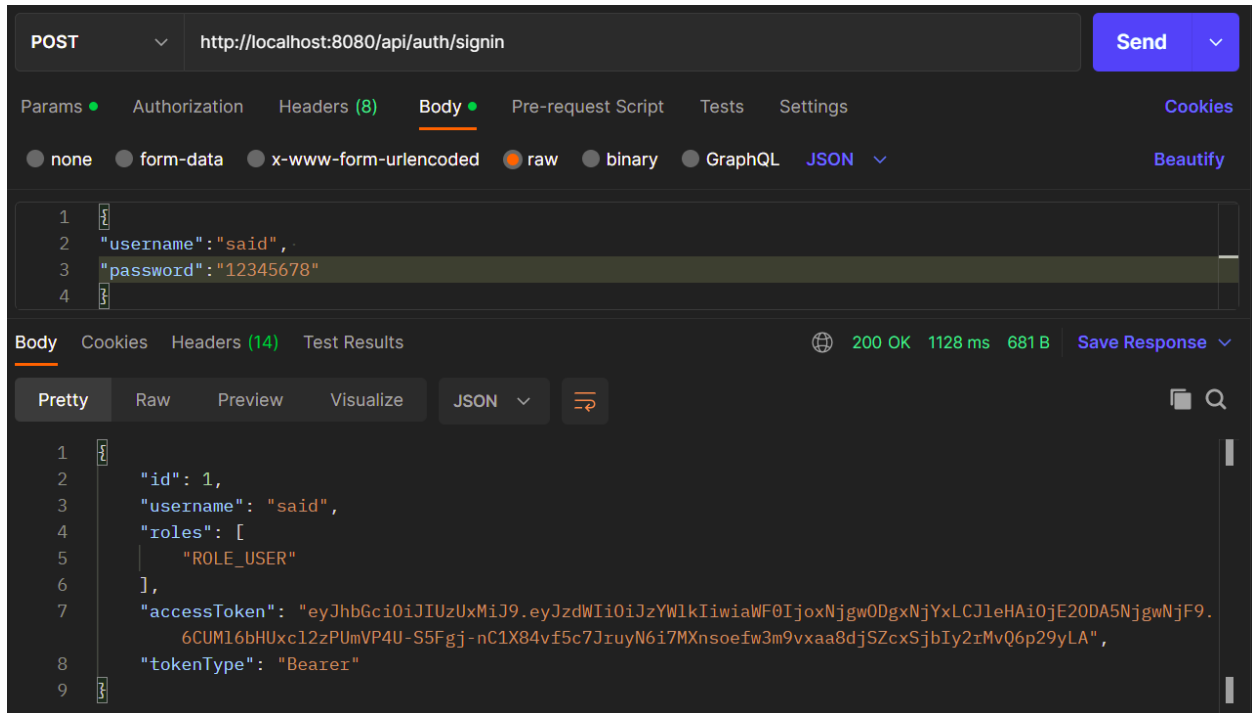 POST http://localhost:8080/api/auth/signin Send
Params Authorization Headers (8) Body Pre-request Script Tests Settings Cookies
none form-data x-www-form-urlencoded raw binary GraphQL JSON Beautify
1 {
2 "username":"said",
3 "password":"12345678"
4 }
Body Cookies Headers (14) Test Results 200 OK 1128 ms 681 B Save Response
Pretty Raw Preview Visualize JSON
1 {
2 "id": 1,
3 "username": "said",
4 "roles": [
5 "ROLE_USER"
6 ],
7 "accessToken": "eyJhbGciOiJIUzUxMiJ9.eyJzdWIiOiJzYWlkIiwiaWF0IjoxNjgwODgxNjYxLCJleHAiOjE2ODA5NjgwNjF9.
6CUMl6bHUxcl2zPUmVP4U-S5Fgj-nC1X84vf5c7JruyN6i7MXnsoefw3m9vxaa8djSZcxSjbIy2rMvQ6p29yLA",
8 "tokenType": "Bearer"
9 }